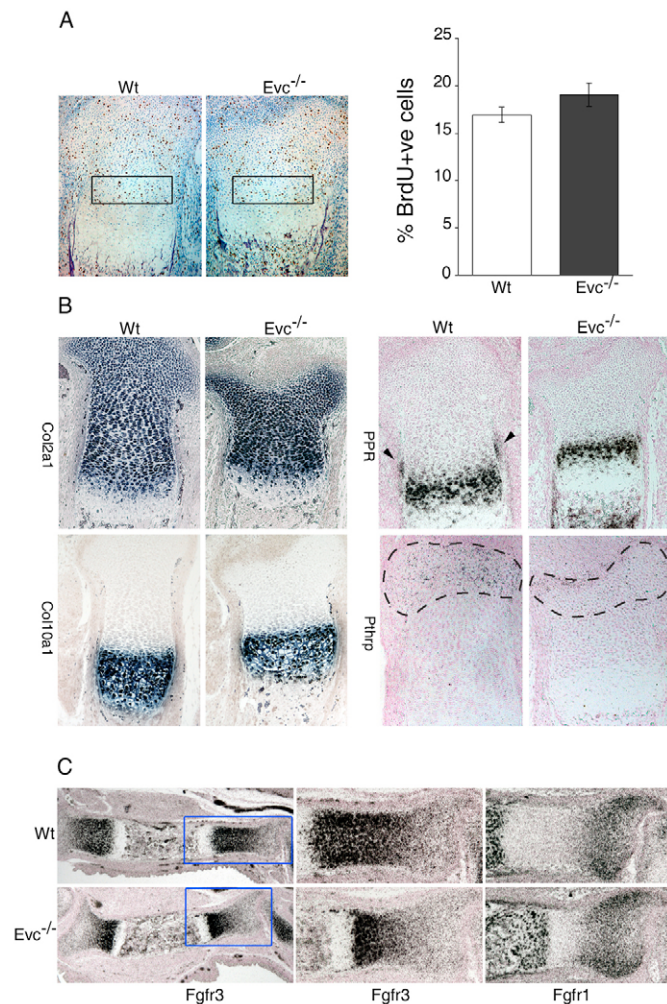 A
Wt
Evc-/-
% BrdU+ve cells
25
20
15
10
5
0
Wt
Evc-/-
B
Wt
Evc-/-
Wt
Evc-/-
Col2a1
PPR
Col10a1
Pthrp
C
Wt
Evc-/-
Fgfr3
Fgfr3
Fgfr1